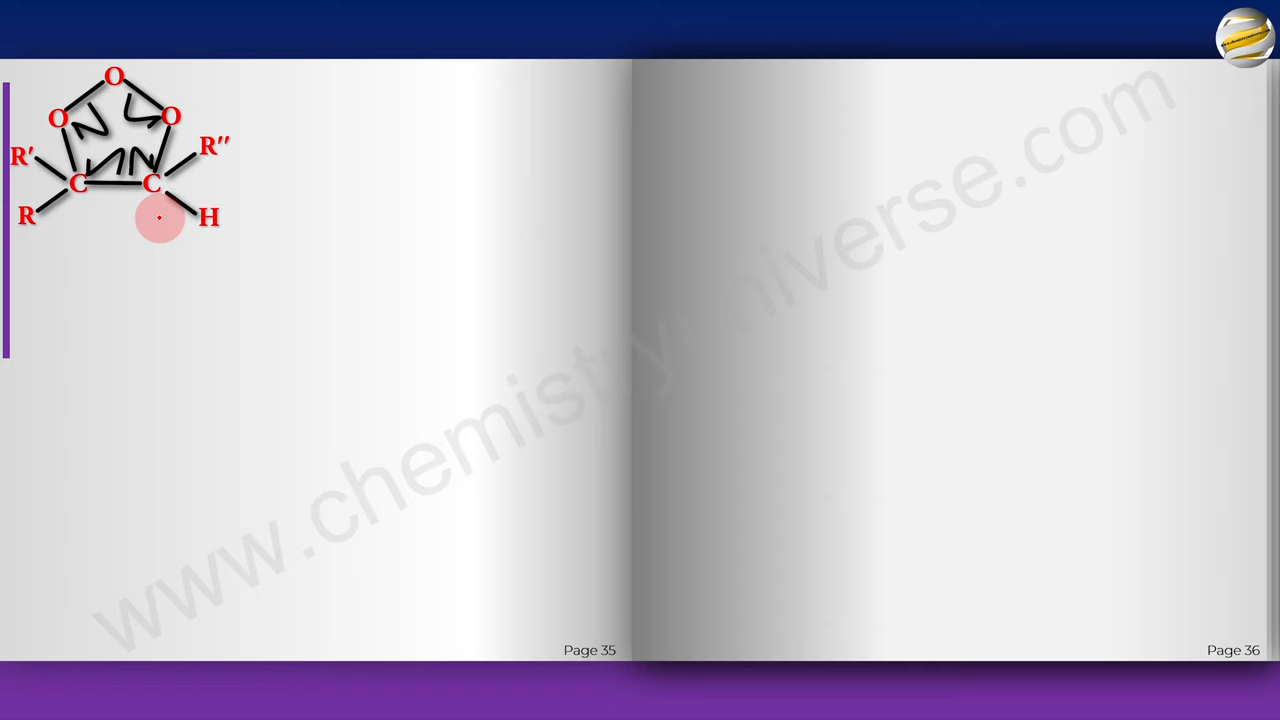 O
O O
R′ R″
C C
R H
www.chemistryuniverse.com
Page 35
Page 36